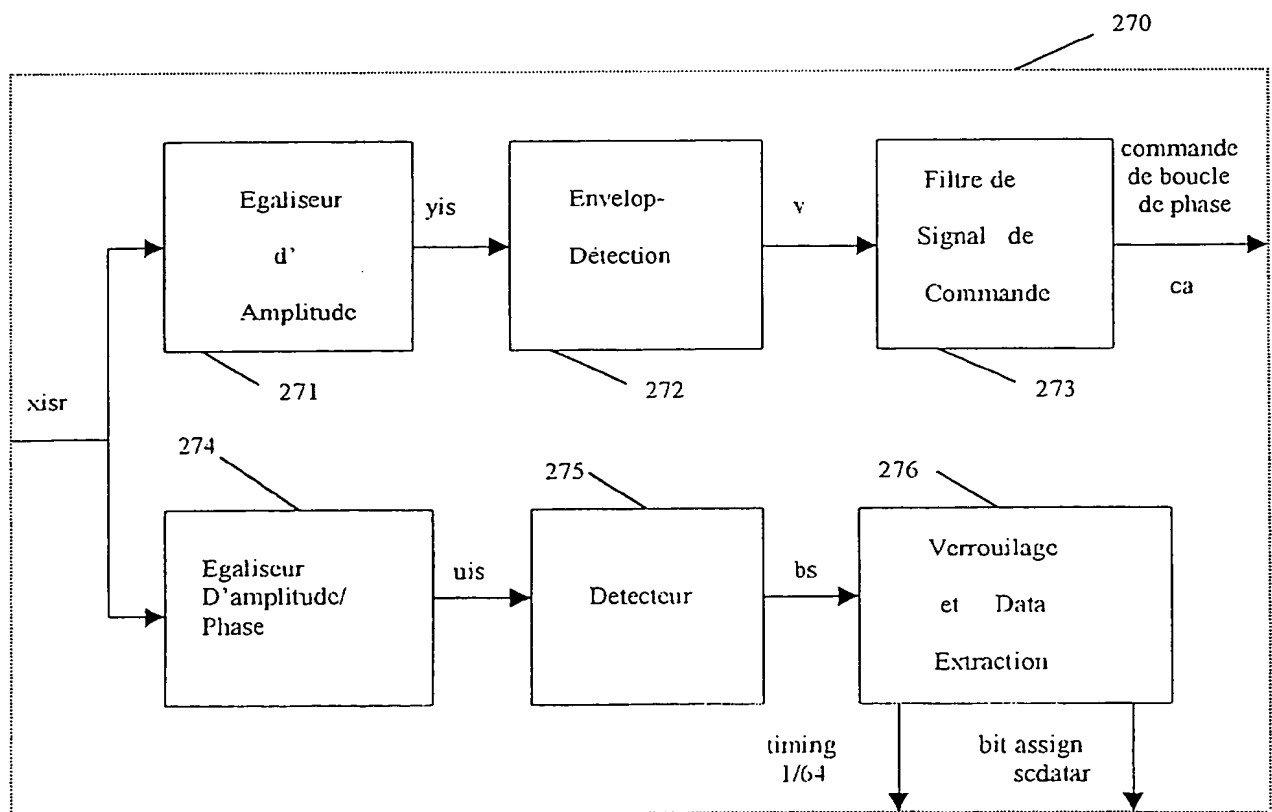 270
Egaliseur
d'
Amplitude
271
yis
Envelop-
Détection
272
v
Filtre de
Signal de
Commande
273
commande
de boucle
de phase
ca
xisr
274
Egaliseur
D'amplitude/
Phase
uis
275
Detecteur
bs
276
Verrouilage
et Data
Extraction
timing
1/64
bit assign
scdatar